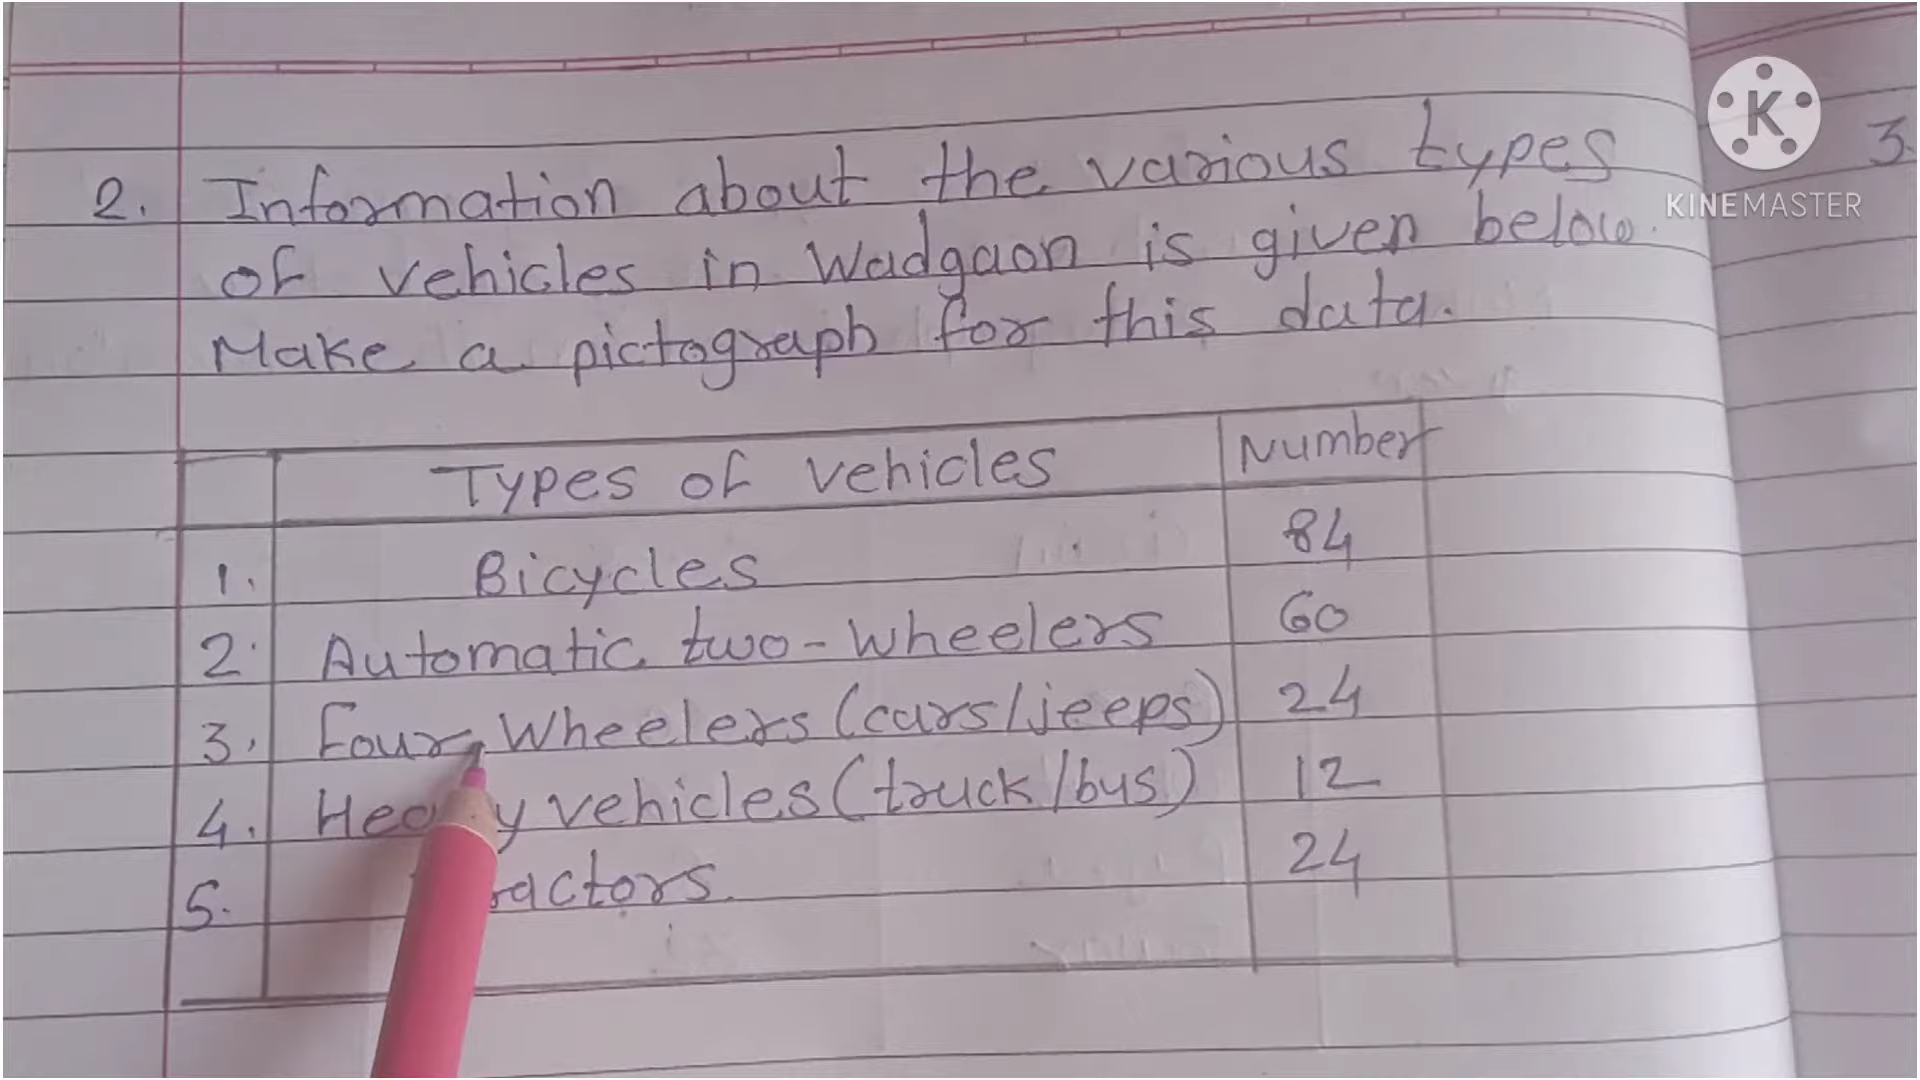 KINEMASTER
3.
2. Information about the various types
of vehicles in Wadgaon is given below.
Make a pictograph for this data.
Types of vehicles Number
1. Bicycles 84
2. Automatic two-wheelers 60
3. Four wheelers (cars/jeeps) 24
4. Heavy vehicles (truck/bus) 12
5. Tractors. 24